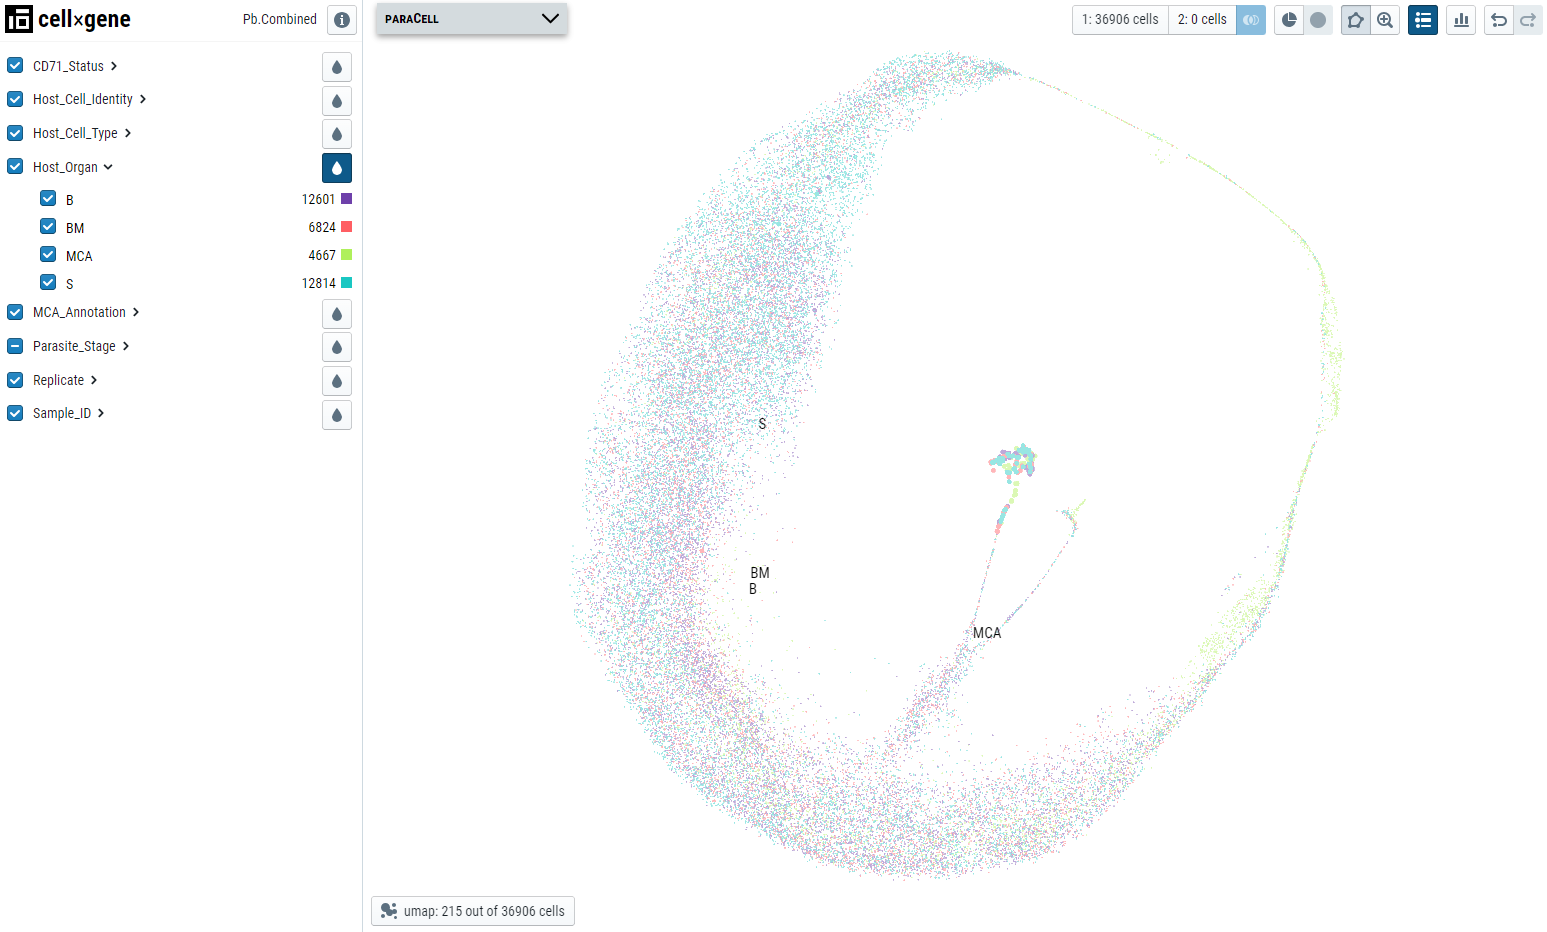 cell×gene
Pb.Combined
PARACELL
1: 36906 cells
2: 0 cells
CD71_Status
Host_Cell_Identity
Host_Cell_Type
Host_Organ
B 12601
BM 6824
MCA 4667
S 12814
MCA_Annotation
Parasite_Stage
Replicate
Sample_ID
S
BM
B
MCA
umap: 215 out of 36906 cells